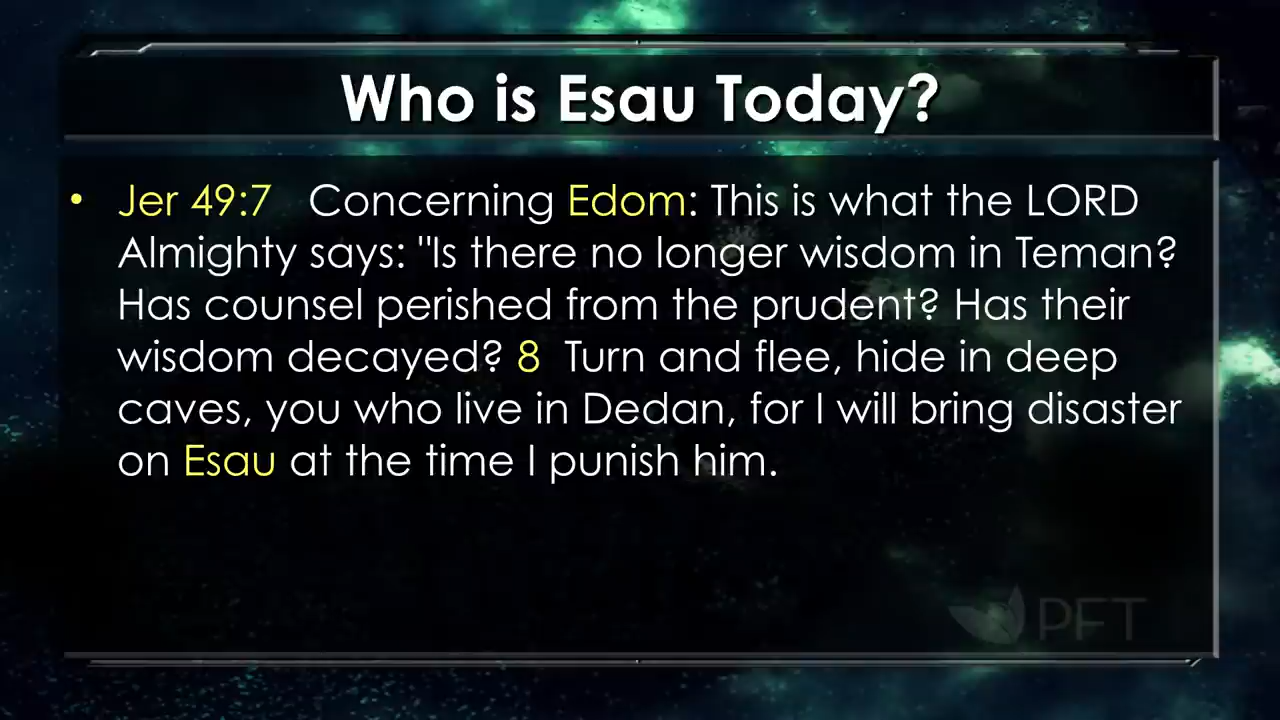 Who is Esau Today?
• Jer 49:7 Concerning Edom: This is what the LORD
Almighty says: "Is there no longer wisdom in Teman?
Has counsel perished from the prudent? Has their
wisdom decayed? 8 Turn and flee, hide in deep
caves, you who live in Dedan, for I will bring disaster
on Esau at the time I punish him.
PFT